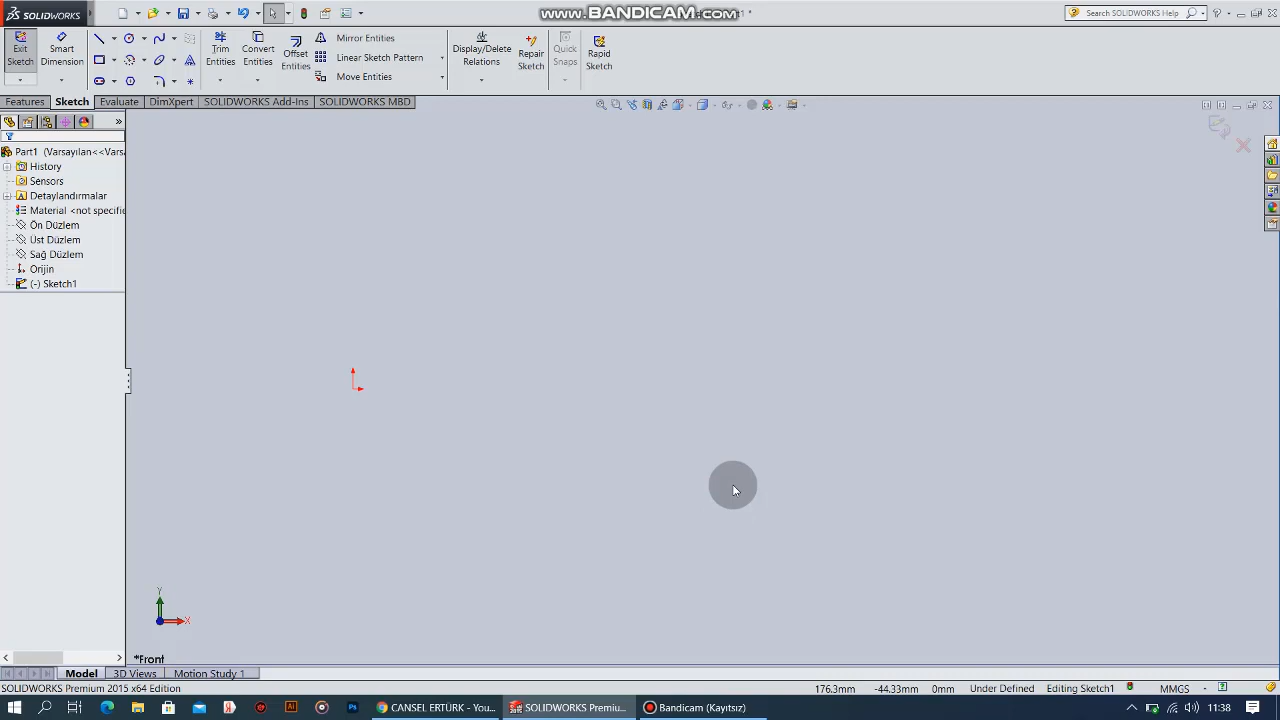 SOLIDWORKS
www.BANDICAM.com
1 *
Search SOLIDWORKS Help
Exit Sketch
Smart Dimension
Trim Entities
Convert Entities
Offset Entities
Mirror Entities
Linear Sketch Pattern
Move Entities
Display/Delete Relations
Repair Sketch
Quick Snaps
Rapid Sketch
Features
Sketch
Evaluate
DimXpert
SOLIDWORKS Add-Ins
SOLIDWORKS MBD
Part1 (Varsayılan<<Varsa
History
Sensors
Detaylandırmalar
Material <not specifie
Ön Düzlem
Üst Düzlem
Sağ Düzlem
Orijin
(-) Sketch1
Y
X
*Front
Model
3D Views
Motion Study 1
SOLIDWORKS Premium 2015 x64 Edition
176.3mm
-44.33mm
0mm
Under Defined
Editing Sketch1
MMGS
CANSEL ERTÜRK - You...
SOLIDWORKS Premiu...
Bandicam (Kayıtsız)
11:38